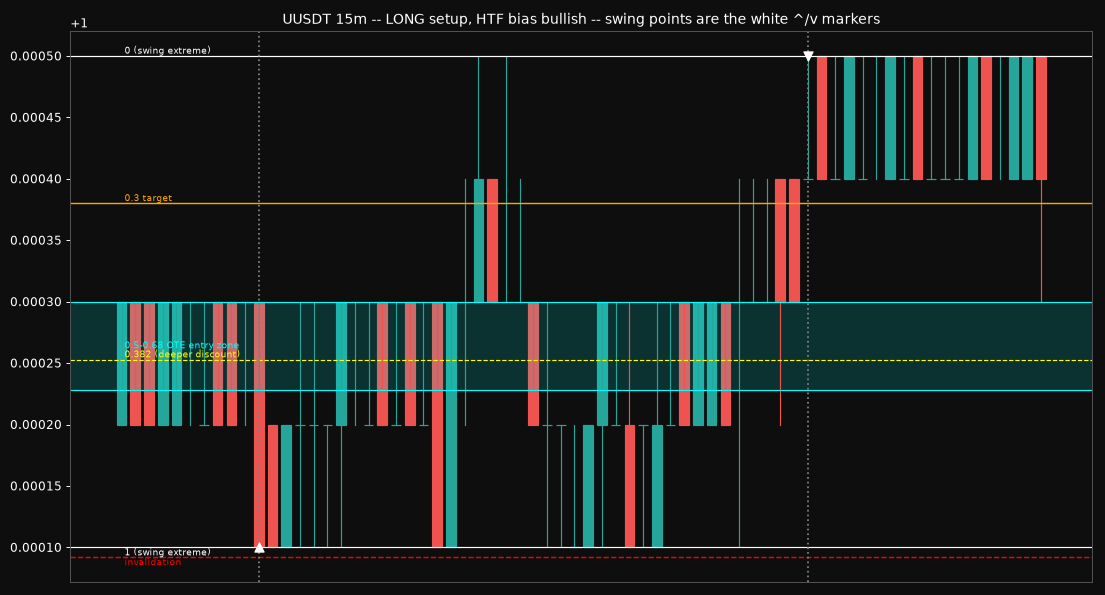 UUSDT 15m -- LONG setup, HTF bias bullish -- swing points are the white ^/v markers
+1
0 (swing extreme)
0.00050
0.00045
0.00040
0.3 target
0.00035
0.00030
0.5-0.68 OTE entry zone
0.382 (deeper discount)
0.00025
0.00020
0.00015
0.00010
1 (swing extreme)
invalidation